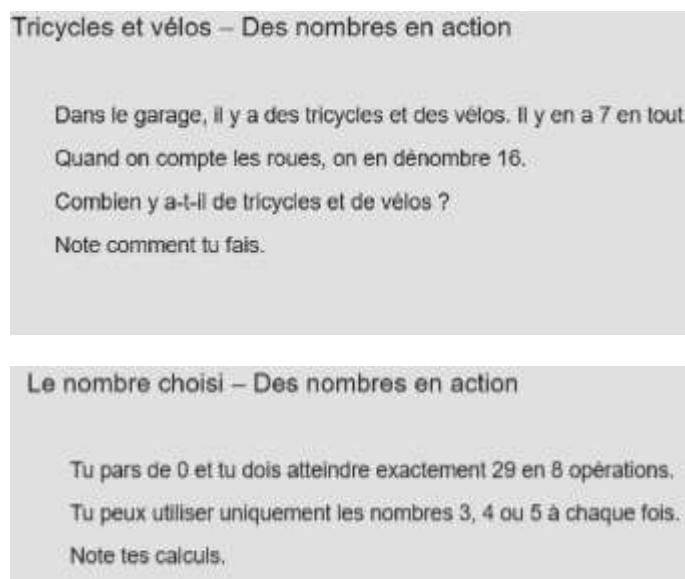 Tricycles et vélos – Des nombres en action
Dans le garage, il y a des tricycles et des vélos. Il y en a 7 en tout
Quand on compte les roues, on en dénombre 16.
Combien y a-t-il de tricycles et de vélos ?
Note comment tu fais.
Le nombre choisi – Des nombres en action
Tu pars de 0 et tu dois atteindre exactement 29 en 8 opérations.
Tu peux utiliser uniquement les nombres 3, 4 ou 5 à chaque fois.
Note tes calculs.